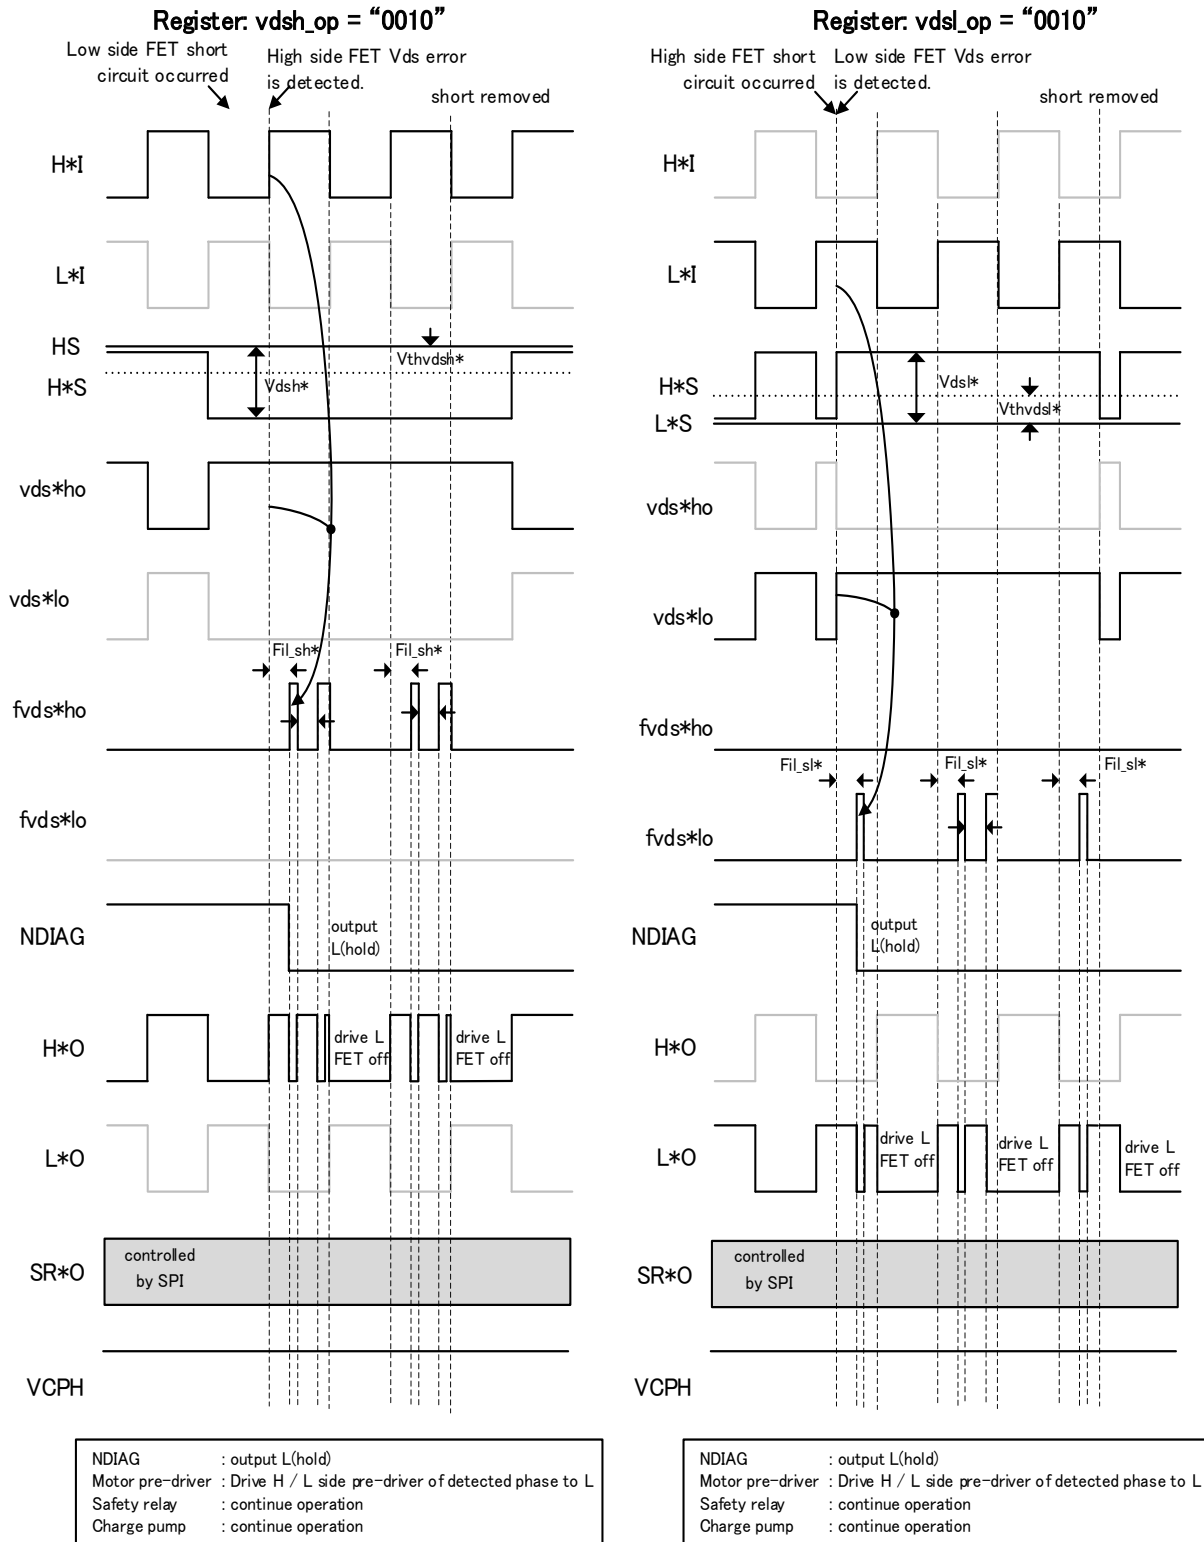 Register: vdsh_op = “0010”
Low side FET short
circuit occurred
High side FET Vds error
is detected.
short removed
H*I
L*I
HS
Vthvdsh*
H*S
Vdsh*
vds*ho
vds*lo
Fil_sh*
Fil_sh*
fvds*ho
fvds*lo
NDIAG
output
L(hold)
H*O
drive L
FET off
drive L
FET off
L*O
SR*O
controlled
by SPI
VCPH
NDIAG : output L(hold)
Motor pre-driver : Drive H / L side pre-driver of detected phase to L
Safety relay : continue operation
Charge pump : continue operation
Register: vdsl_op = “0010”
High side FET short
circuit occurred
Low side FET Vds error
is detected.
short removed
H*I
L*I
H*S
Vdsl*
Vthvdsl*
L*S
vds*ho
vds*lo
fvds*ho
Fil_sl*
Fil_sl*
Fil_sl*
fvds*lo
NDIAG
output
L(hold)
H*O
L*O
drive L
FET off
drive L
FET off
drive L
FET off
SR*O
controlled
by SPI
VCPH
NDIAG : output L(hold)
Motor pre-driver : Drive H / L side pre-driver of detected phase to L
Safety relay : continue operation
Charge pump : continue operation